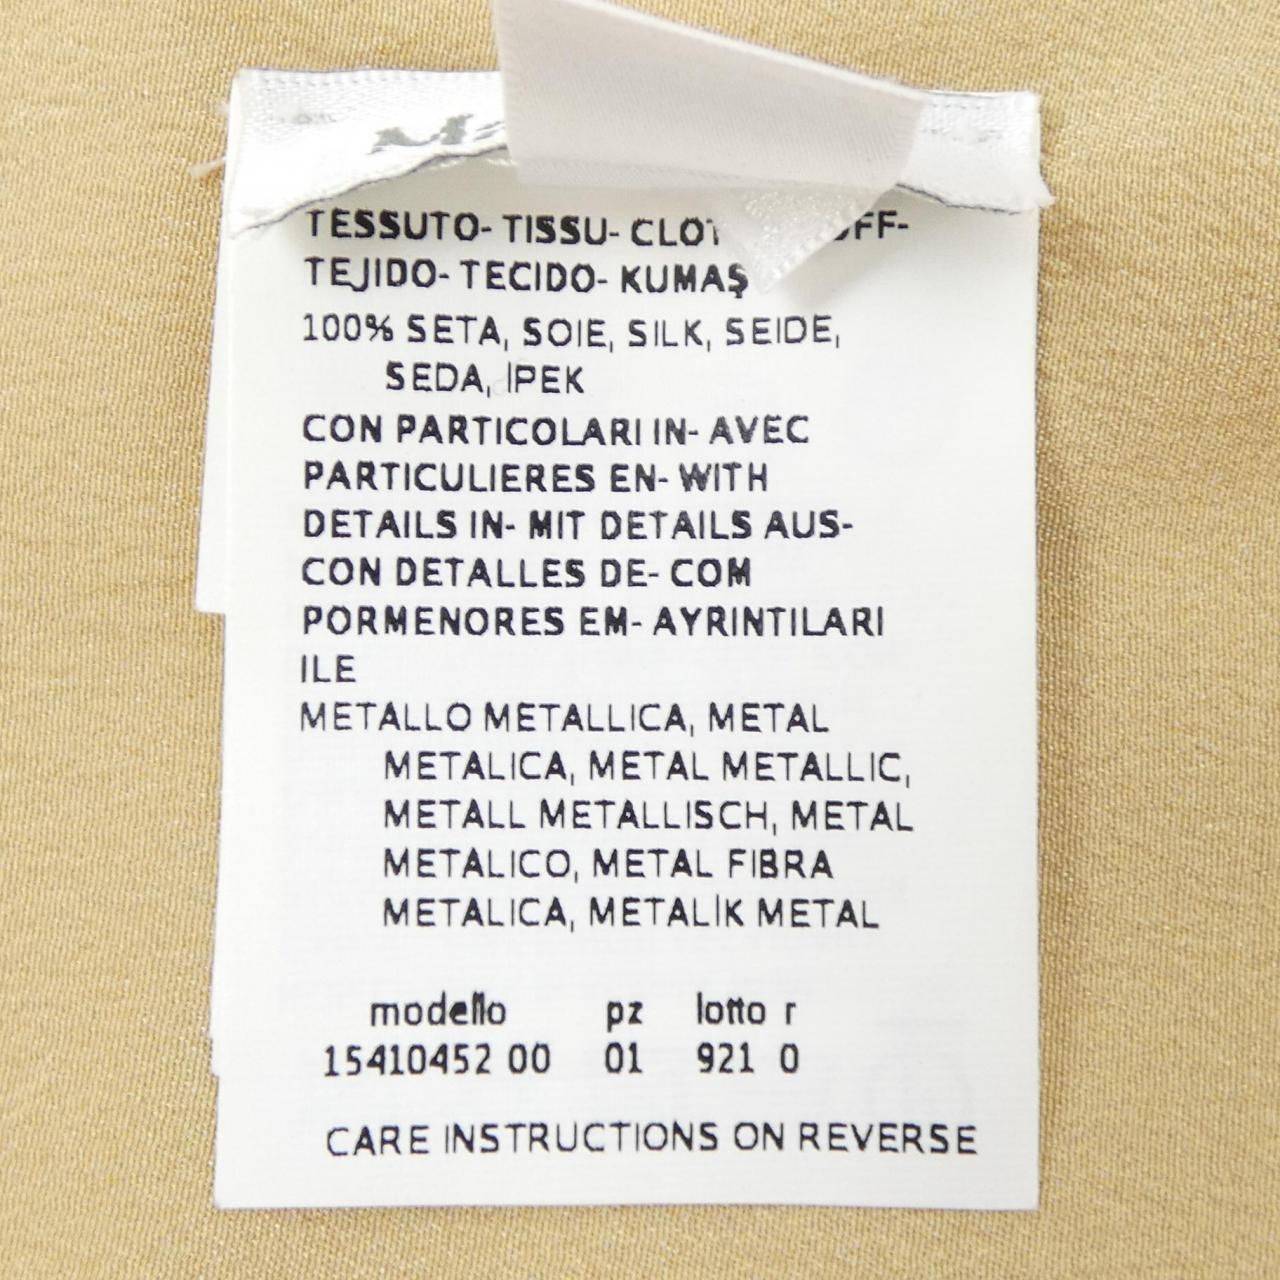 TESSUTO- TISSU-
TEJIDO- TECIDO- KUMAŞ
100% SETA, SOIE, SILK, SEIDE,
SEDA, İPEK
CON PARTICOLARI IN- AVEC
PARTICULIERES EN- WITH
DETAILS IN- MIT DETAILS AUS-
CON DETALLES DE- COM
PORMENORES EM- AYRINTILARI
ILE
METALLO METALLICA, METAL
METALICA, METAL METALLIC,
METALL METALLISCH, METAL
METALICO, METAL FIBRA
METALICA, METALİK METAL
modello pz lotto r
15410452 00 01 921 0
CARE INSTRUCTIONS ON REVERSE